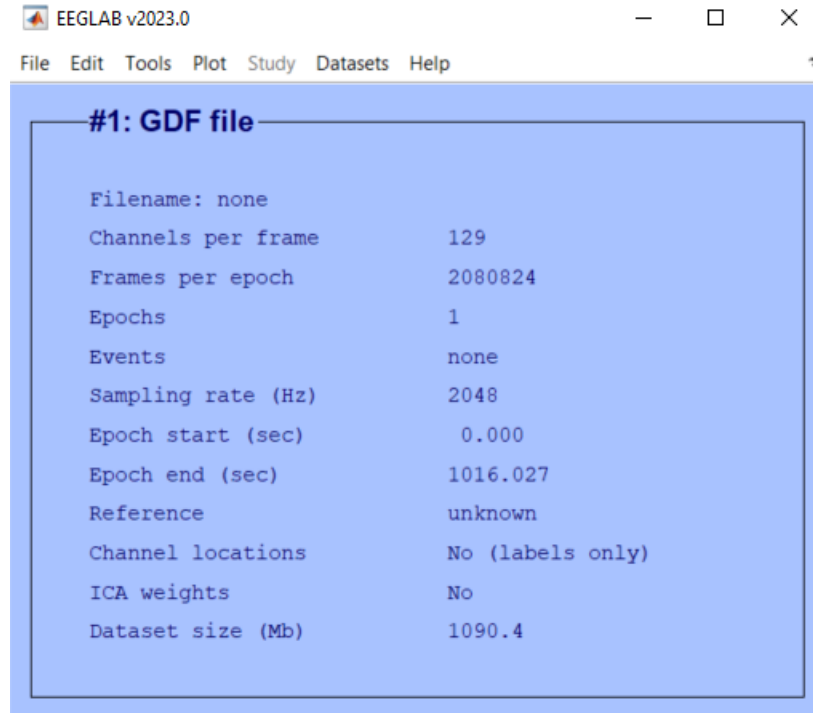 EEGLAB v2023.0
File Edit Tools Plot Study Datasets Help
#1: GDF file
Filename: none
Channels per frame 129
Frames per epoch 2080824
Epochs 1
Events none
Sampling rate (Hz) 2048
Epoch start (sec) 0.000
Epoch end (sec) 1016.027
Reference unknown
Channel locations No (labels only)
ICA weights No
Dataset size (Mb) 1090.4